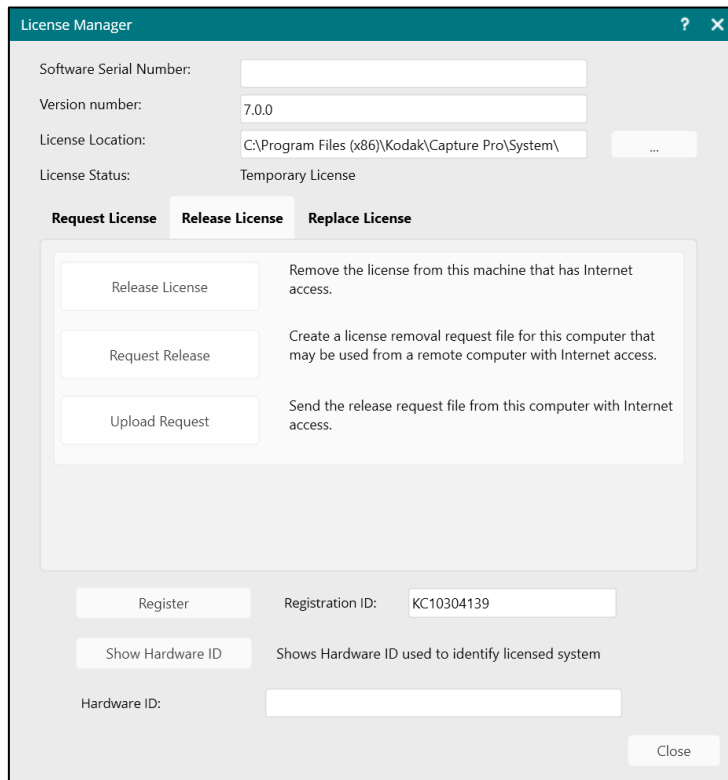 License Manager ? ×
Software Serial Number:
Version number: 7.0.0
License Location: C:\Program Files (x86)\Kodak\Capture Pro\System\ ...
License Status: Temporary License
Request License Release License Replace License
Release License
Remove the license from this machine that has Internet
access.
Request Release
Create a license removal request file for this computer that
may be used from a remote computer with Internet access.
Upload Request
Send the release request file from this computer with Internet
access.
Register Registration ID: KC10304139
Show Hardware ID Shows Hardware ID used to identify licensed system
Hardware ID:
Close